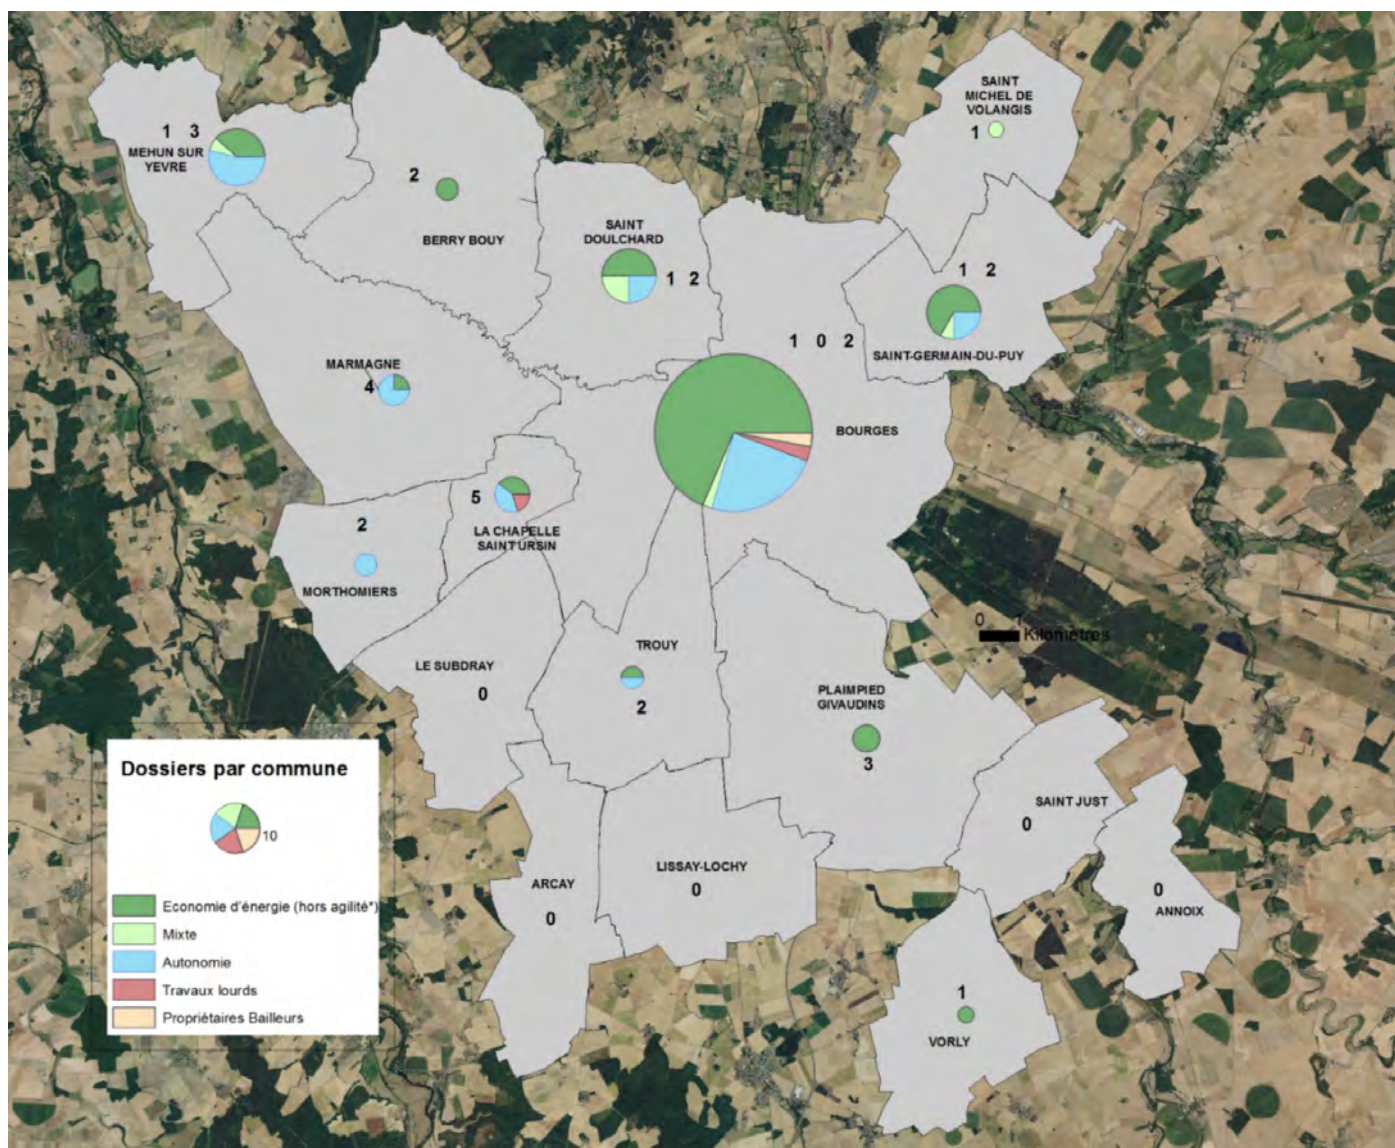 SAINT
MICHEL DE
VOLANGIS
1
1 3
MEHUN SUR
YEVRE
2
BERRY BOUY
SAINT
DOULCHARD
1 2
1 2
SAINT-GERMAIN-DU-PUY
1 0 2
BOURGES
MARMAGNE
4
5
LA CHAPELLE
SAINT URSIN
2
MORTHOMIERS
0 1
Kilomètres
TROUY
2
LE SUBDRAY
0
PLAIMPIED
GIVAUDINS
3
SAINT JUST
0
LISSAY-LOCHY
0
ARCAY
0
0
ANNOIX
1
VORLY
Dossiers par commune
10
Economie d'énergie (hors agilité*)
Mixte
Autonomie
Travaux lourds
Propriétaires Bailleurs